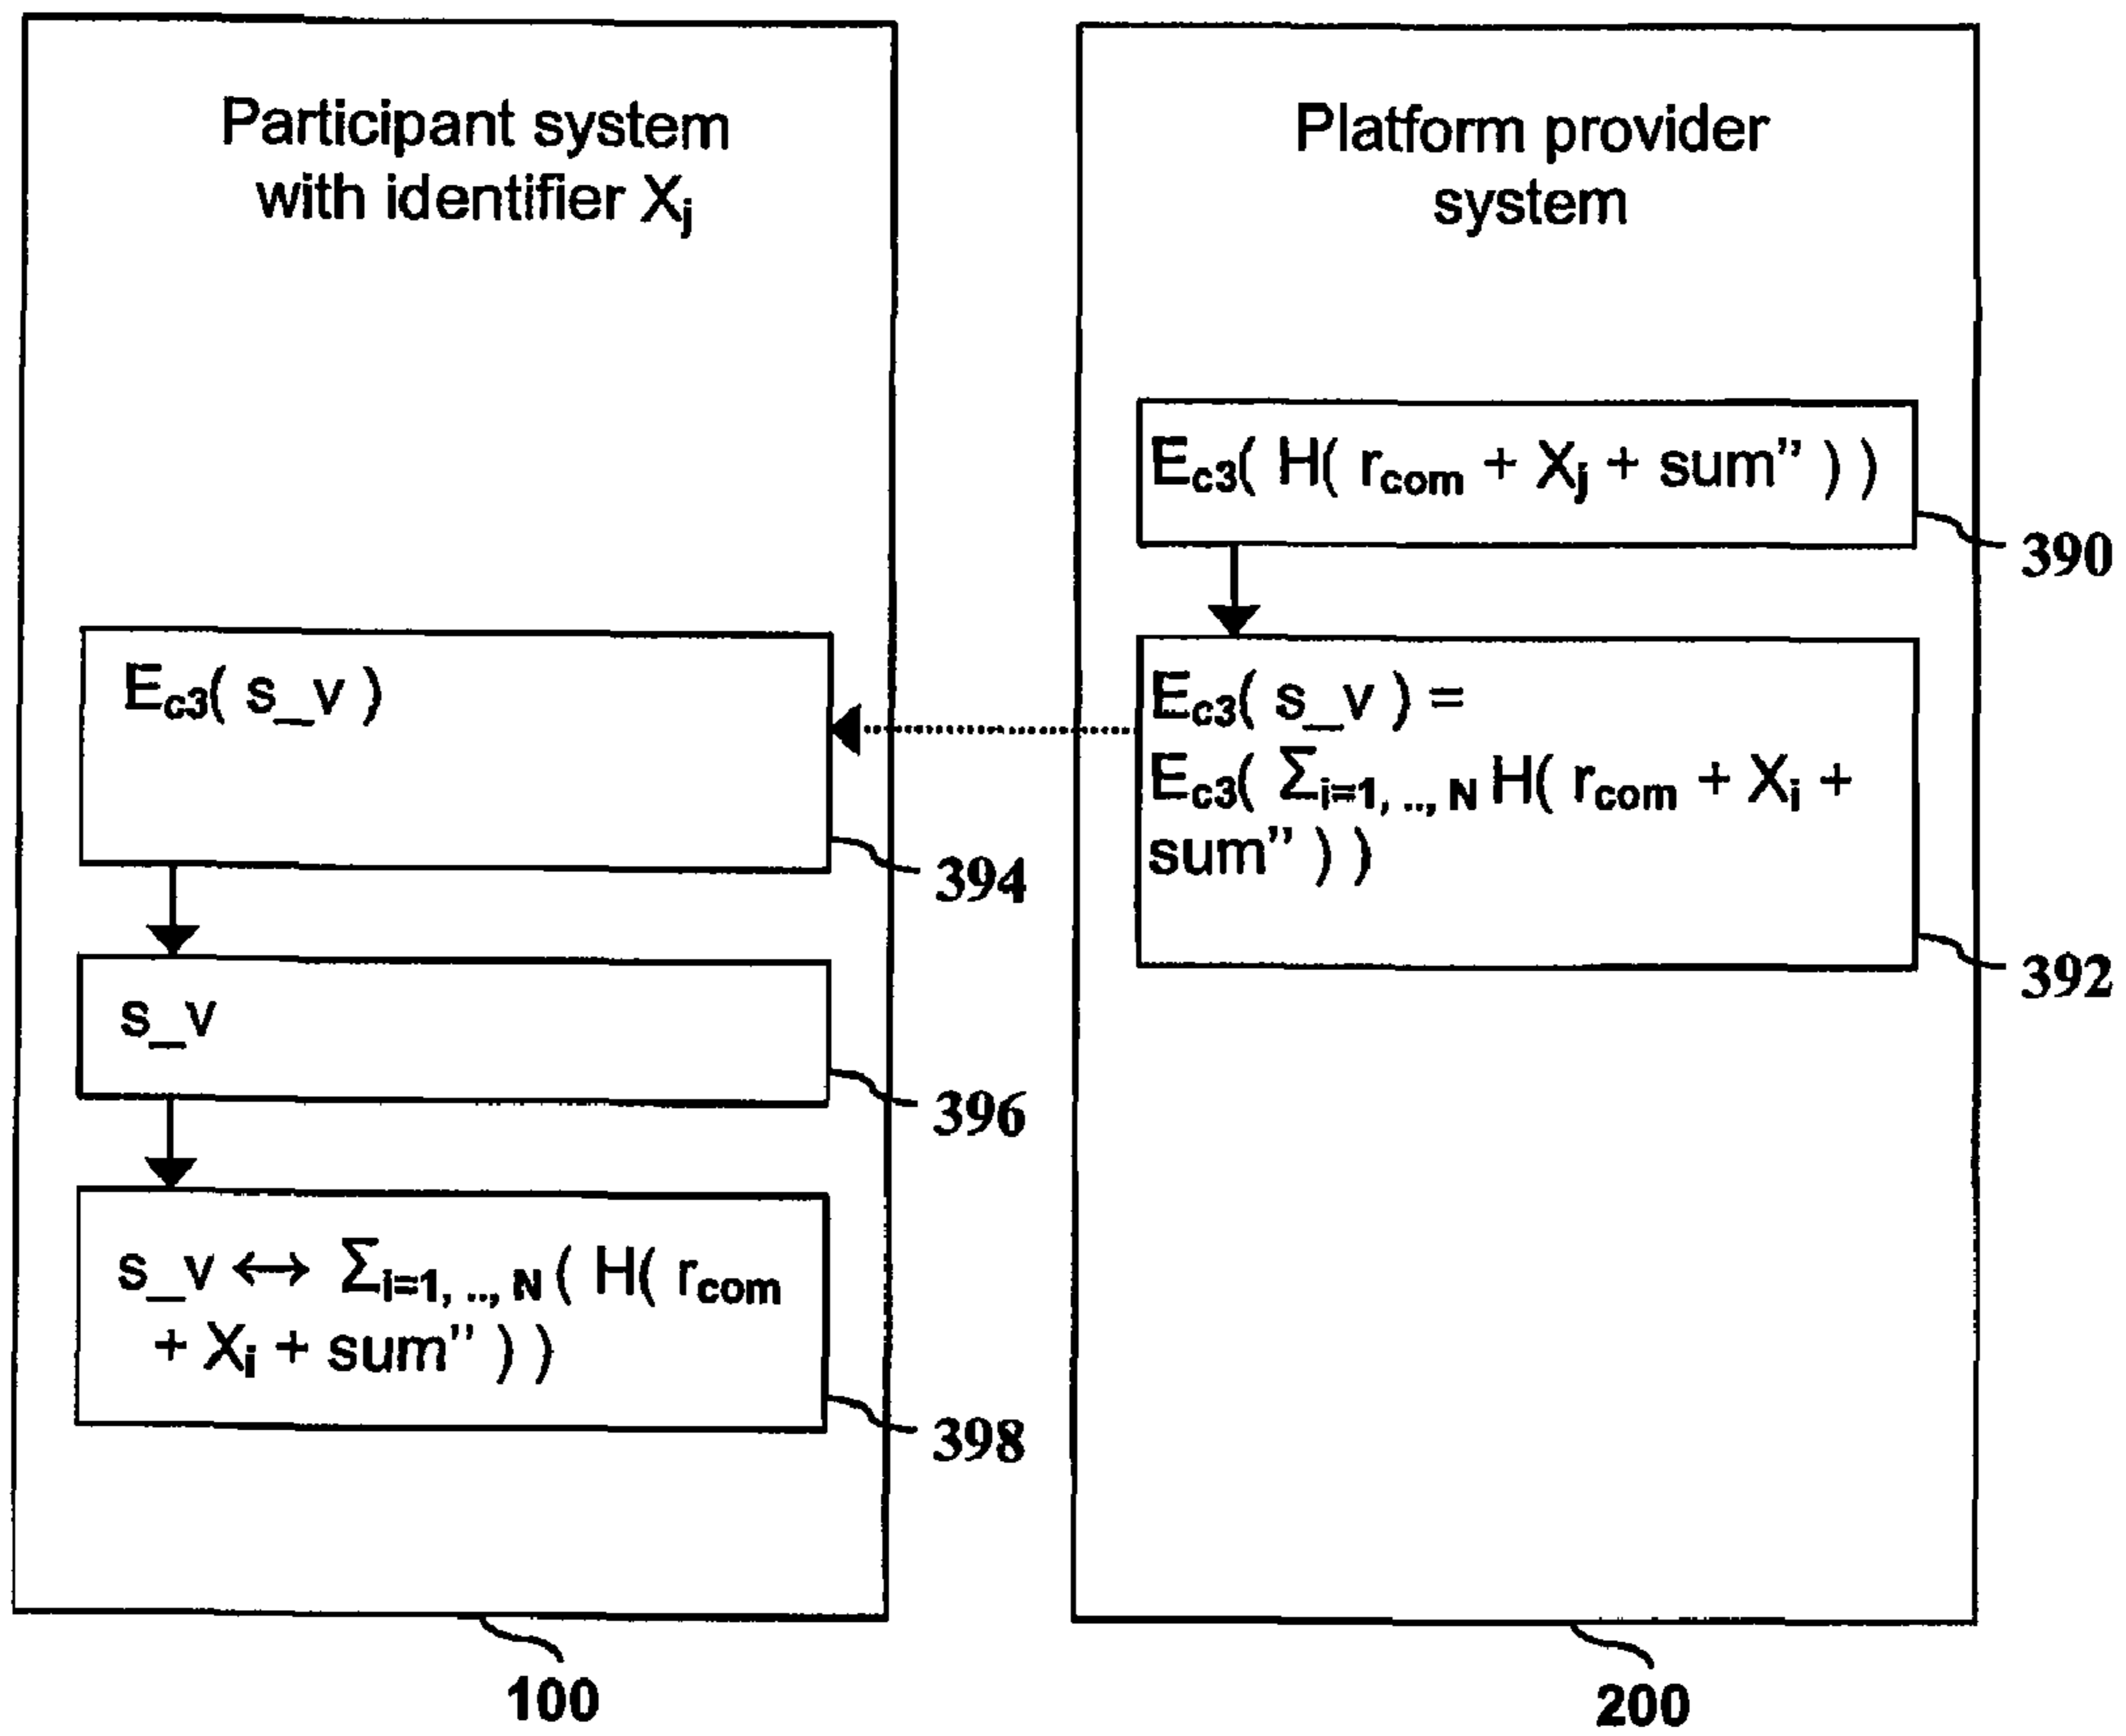 Participant system
with identifier Xj
Ec3( s_v )
394
s_v
396
s_v ↔ Σi=1, .., N ( H( rcom
+ Xi + sum” ) )
398
100
Platform provider
system
Ec3( H( rcom + Xj + sum” ) )
390
Ec3( s_v ) =
Ec3( Σi=1, .., N H( rcom + Xi +
sum” ) )
392
200